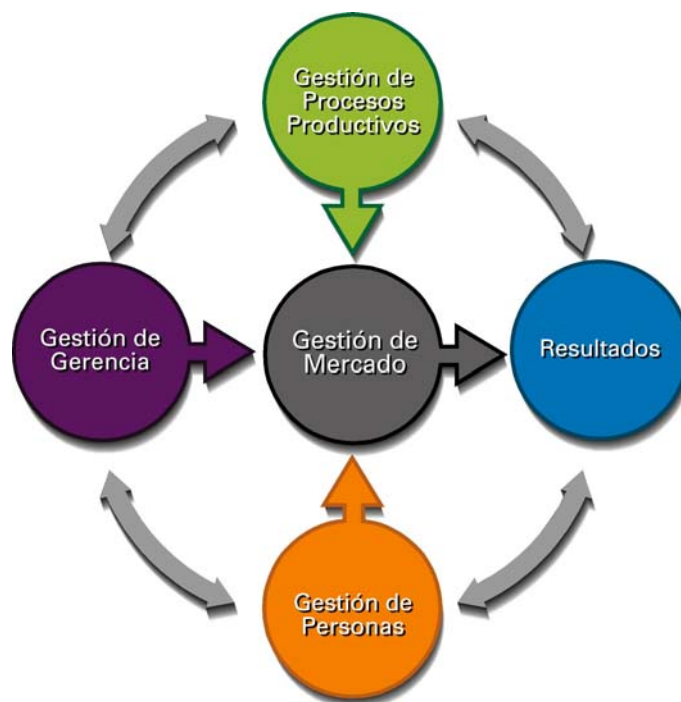 Gestión de
Procesos
Productivos
Gestión de
Gerencia
Gestión de
Mercado
Resultados
Gestión de
Personas